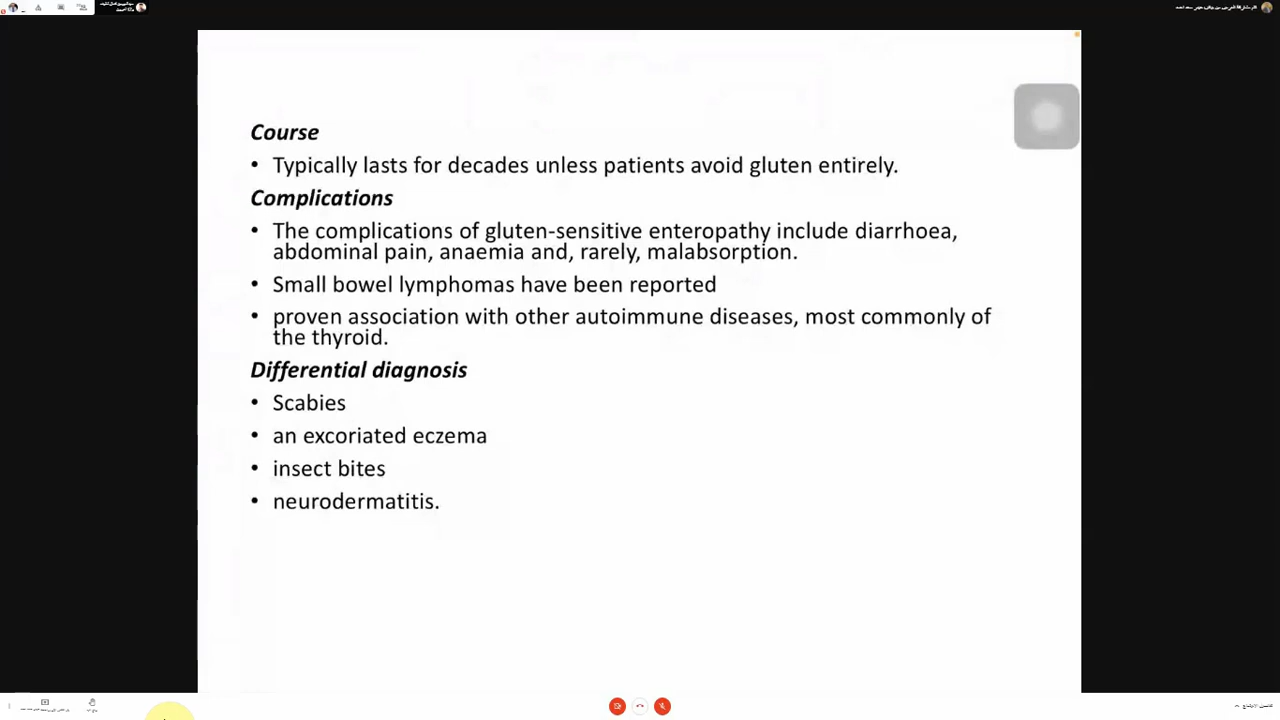 Course
• Typically lasts for decades unless patients avoid gluten entirely.
Complications
• The complications of gluten-sensitive enteropathy include diarrhoea,
abdominal pain, anaemia and, rarely, malabsorption.
• Small bowel lymphomas have been reported
• proven association with other autoimmune diseases, most commonly of
the thyroid.
Differential diagnosis
• Scabies
• an excoriated eczema
• insect bites
• neurodermatitis.